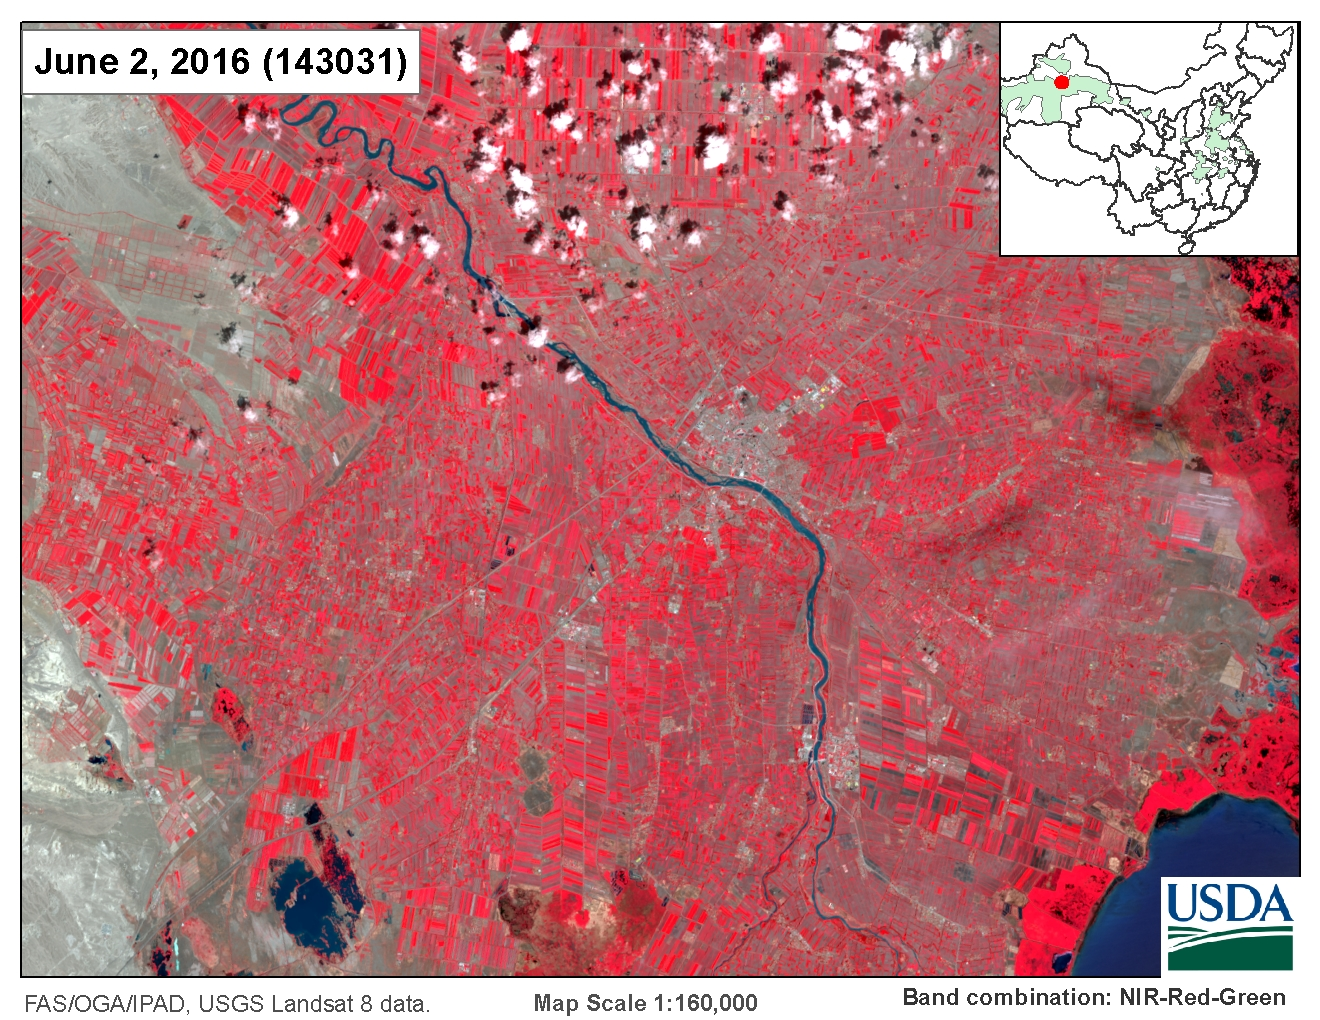 June 2, 2016 (143031)
USDA
FAS/OGA/IPAD, USGS Landsat 8 data.
Map Scale 1:160,000
Band combination: NIR-Red-Green